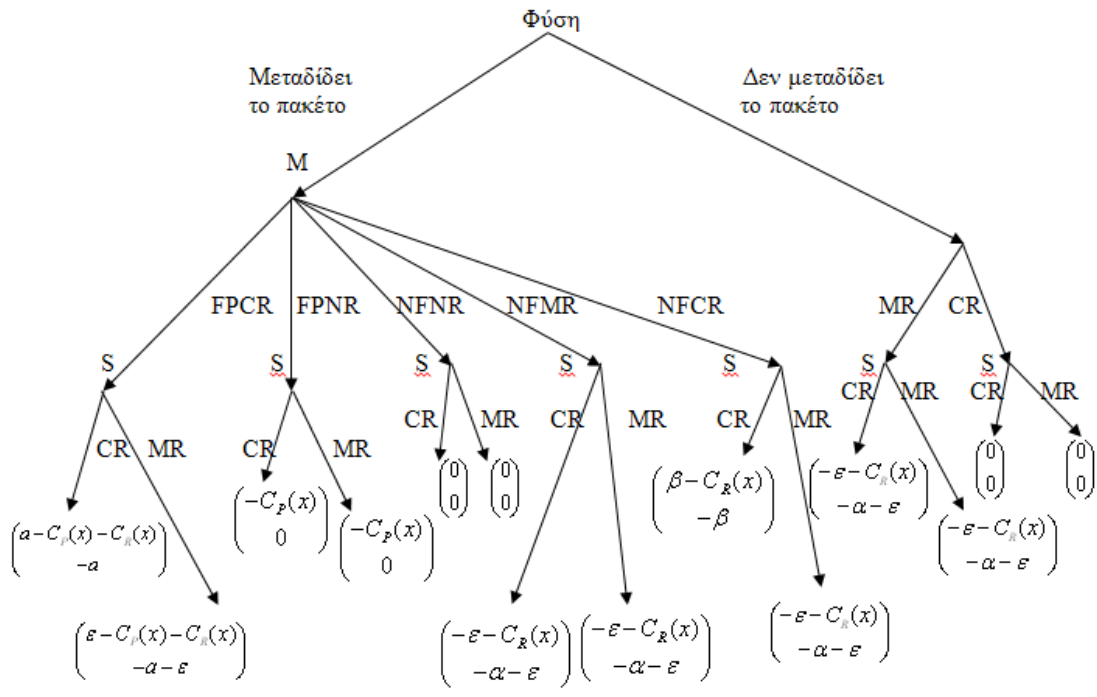 Φύση
Μεταδίδει
το πακέτο
Δεν μεταδίδει
το πακέτο
M
FPCR FPNR NFNR NFMR NFCR MR CR
S S S S S S S
CR MR CR MR CR MR CR MR CR MR CR MR CR MR
(a − C_P(x) − C_R(x)
−a)
(ε − C_P(x) − C_R(x)
−a − ε)
(−C_P(x)
0)
(−C_P(x)
0)
(0
0)
(0
0)
(−ε − C_R(x)
−α − ε)
(−ε − C_R(x)
−α − ε)
(β − C_R(x)
−β)
(−ε − C_R(x)
−α − ε)
(−ε − C_R(x)
−α − ε)
(−ε − C_R(x)
−α − ε)
(0
0)
(0
0)